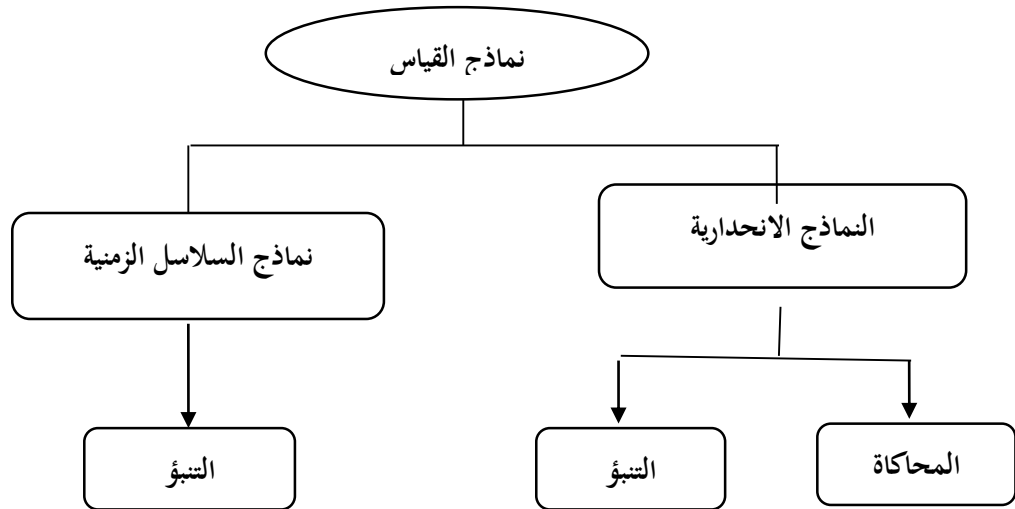 نماذج القياس
النماذج الانحدارية
نماذج السلاسل الزمنية
المحاكاة
التنبؤ
التنبؤ